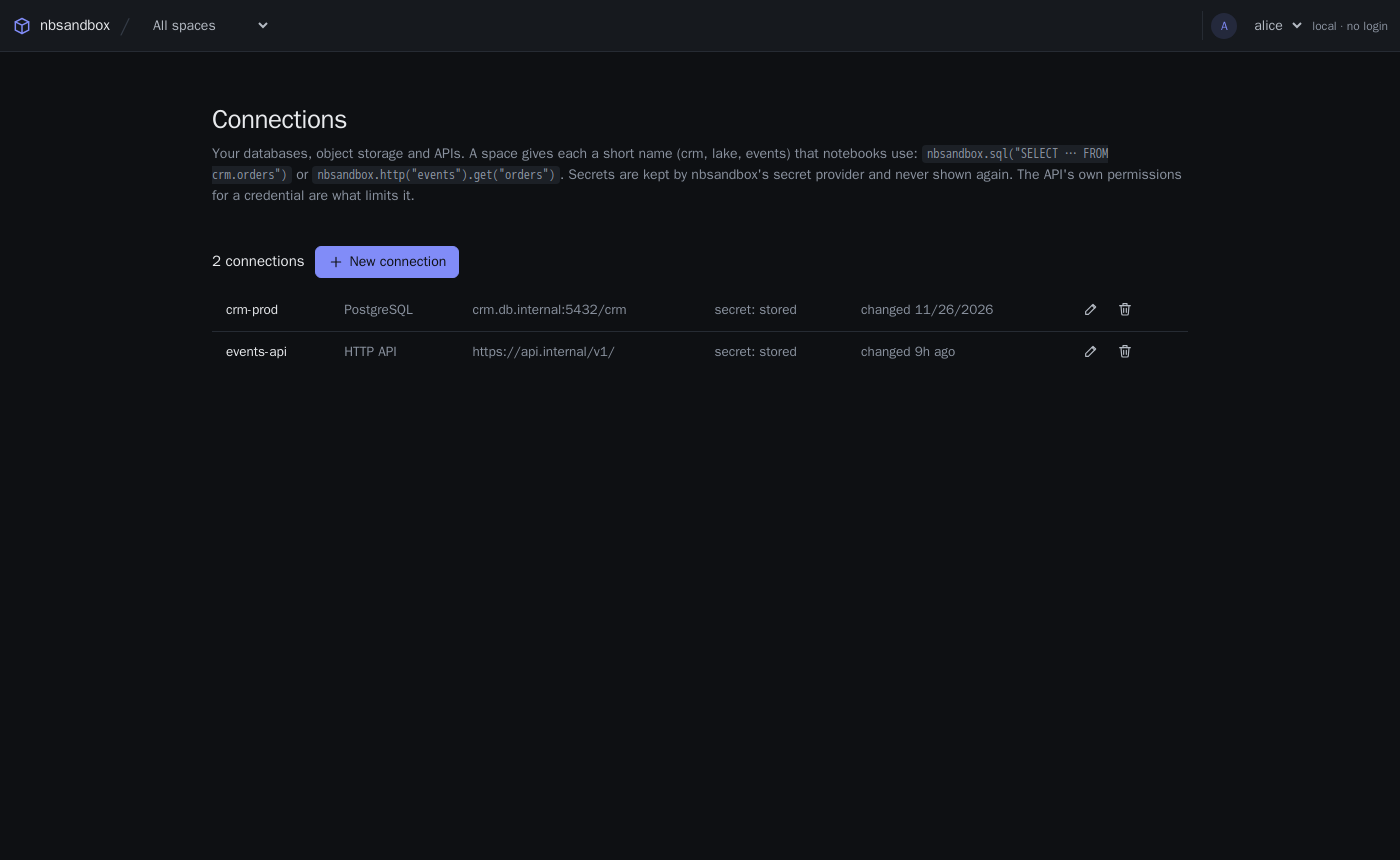 nbsandbox / All spaces A alice local · no login
Connections
Your databases, object storage and APIs. A space gives each a short name (crm, lake, events) that notebooks use: nbsandbox.sql("SELECT ⋯ FROM
crm.orders") or nbsandbox.http("events").get("orders"). Secrets are kept by nbsandbox's secret provider and never shown again. The API's own permissions
for a credential are what limits it.
2 connections + New connection
crm-prod PostgreSQL crm.db.internal:5432/crm secret: stored changed 11/26/2026
events-api HTTP API https://api.internal/v1/ secret: stored changed 9h ago